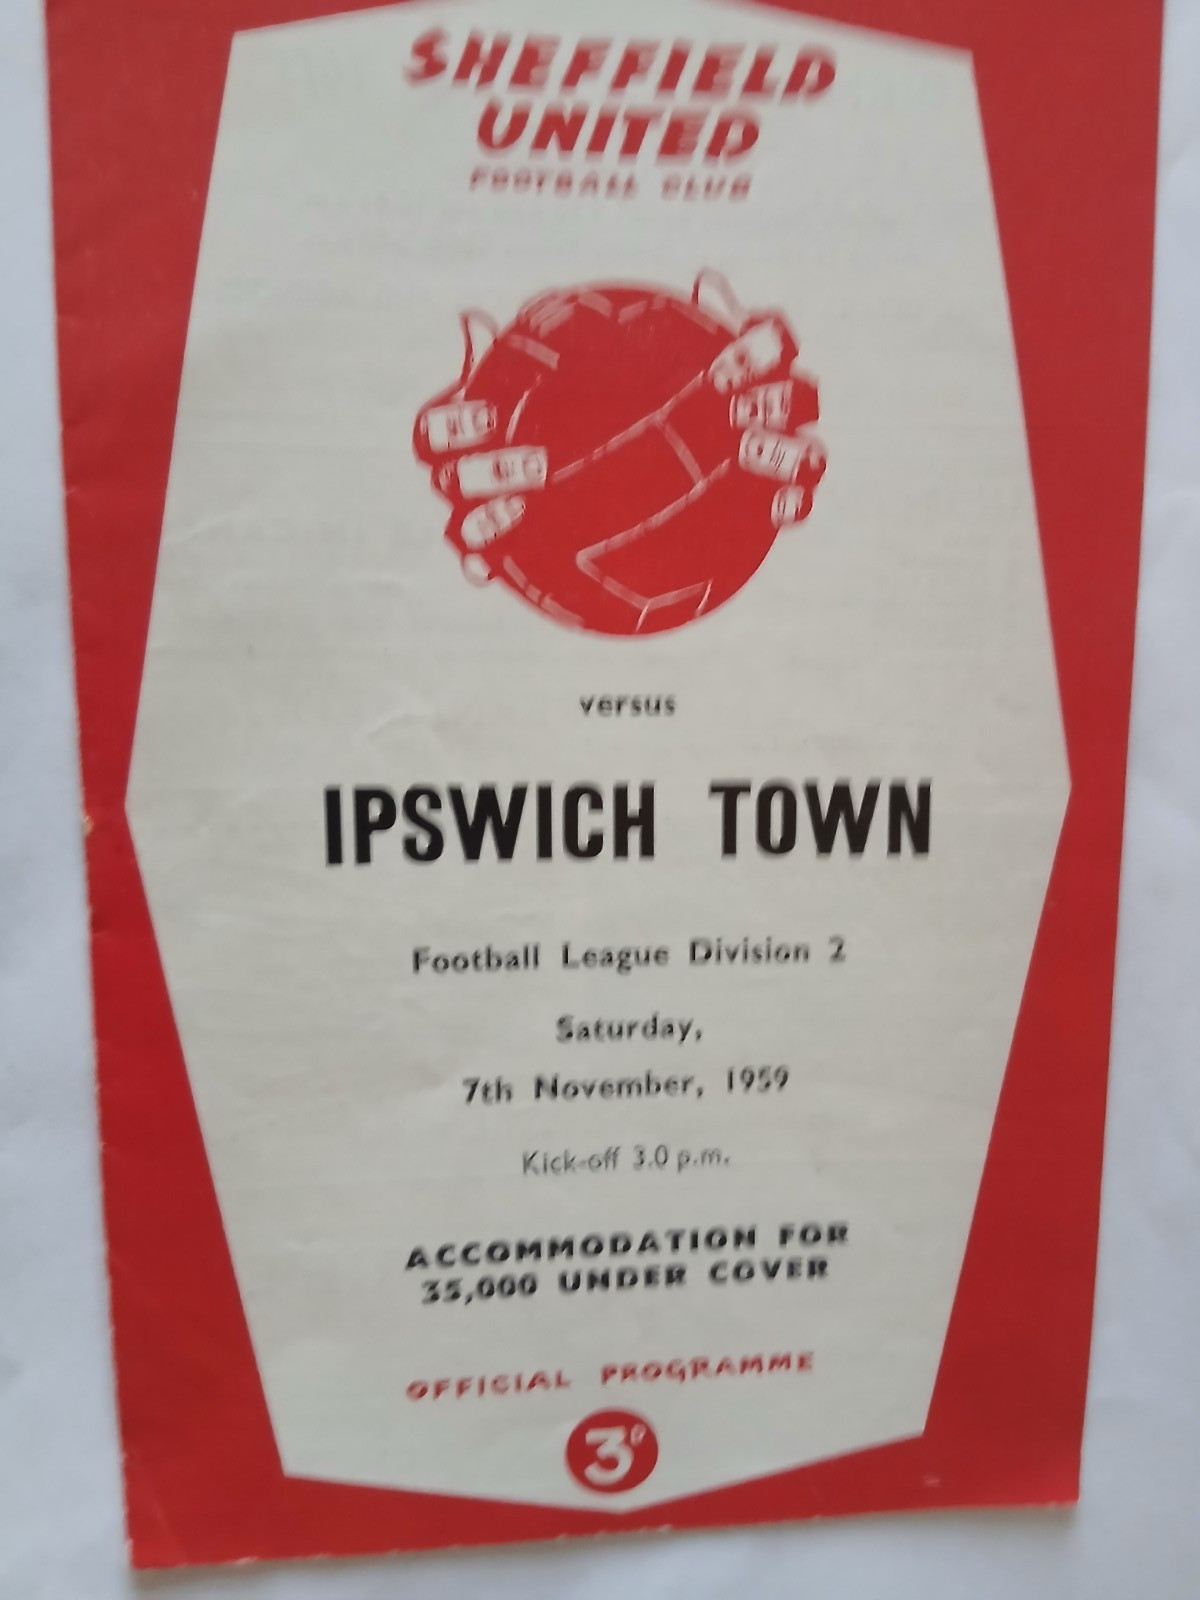 SHEFFIELD
UNITED
FOOTBALL CLUB
versus
IPSWICH TOWN
Football League Division 2
Saturday,
7th November, 1959
Kick-off 3.0 p.m.
ACCOMMODATION FOR
35,000 UNDER COVER
OFFICIAL PROGRAMME
3D